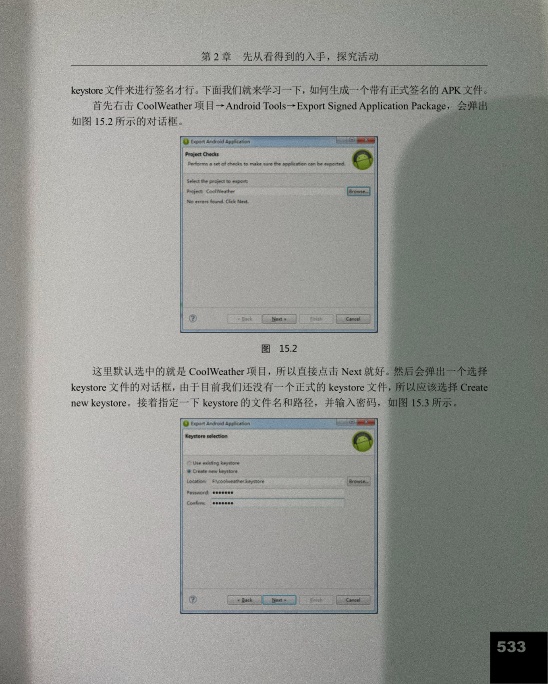 第 2 章 先从看得到的入手，探究活动
keystore 文件来进行签名才行。下面我们就来学习一下，如何生成一个带有正式签名的 APK 文件。
首先右击 CoolWeather 项目→Android Tools→Export Signed Application Package，会弹出
如图 15.2 所示的对话框。
Export Android Application
Project Checks
Performs a set of checks to make sure the application can be exported.
Select the project to export:
Project: CoolWeather
Browse...
No errors found. Click Next.
< Back
Next >
Finish
Cancel
图 15.2
这里默认选中的就是 CoolWeather 项目，所以直接点击 Next 就好。然后会弹出一个选择
keystore 文件的对话框，由于目前我们还没有一个正式的 keystore 文件，所以应该选择 Create
new keystore。接着指定一下 keystore 的文件名和路径，并输入密码，如图 15.3 所示。
Export Android Application
Keystore selection
Use existing keystore
Create new keystore
Location: F:\coolweather.keystore
Browse...
Password:
Confirm:
< Back
Next >
Finish
Cancel
533